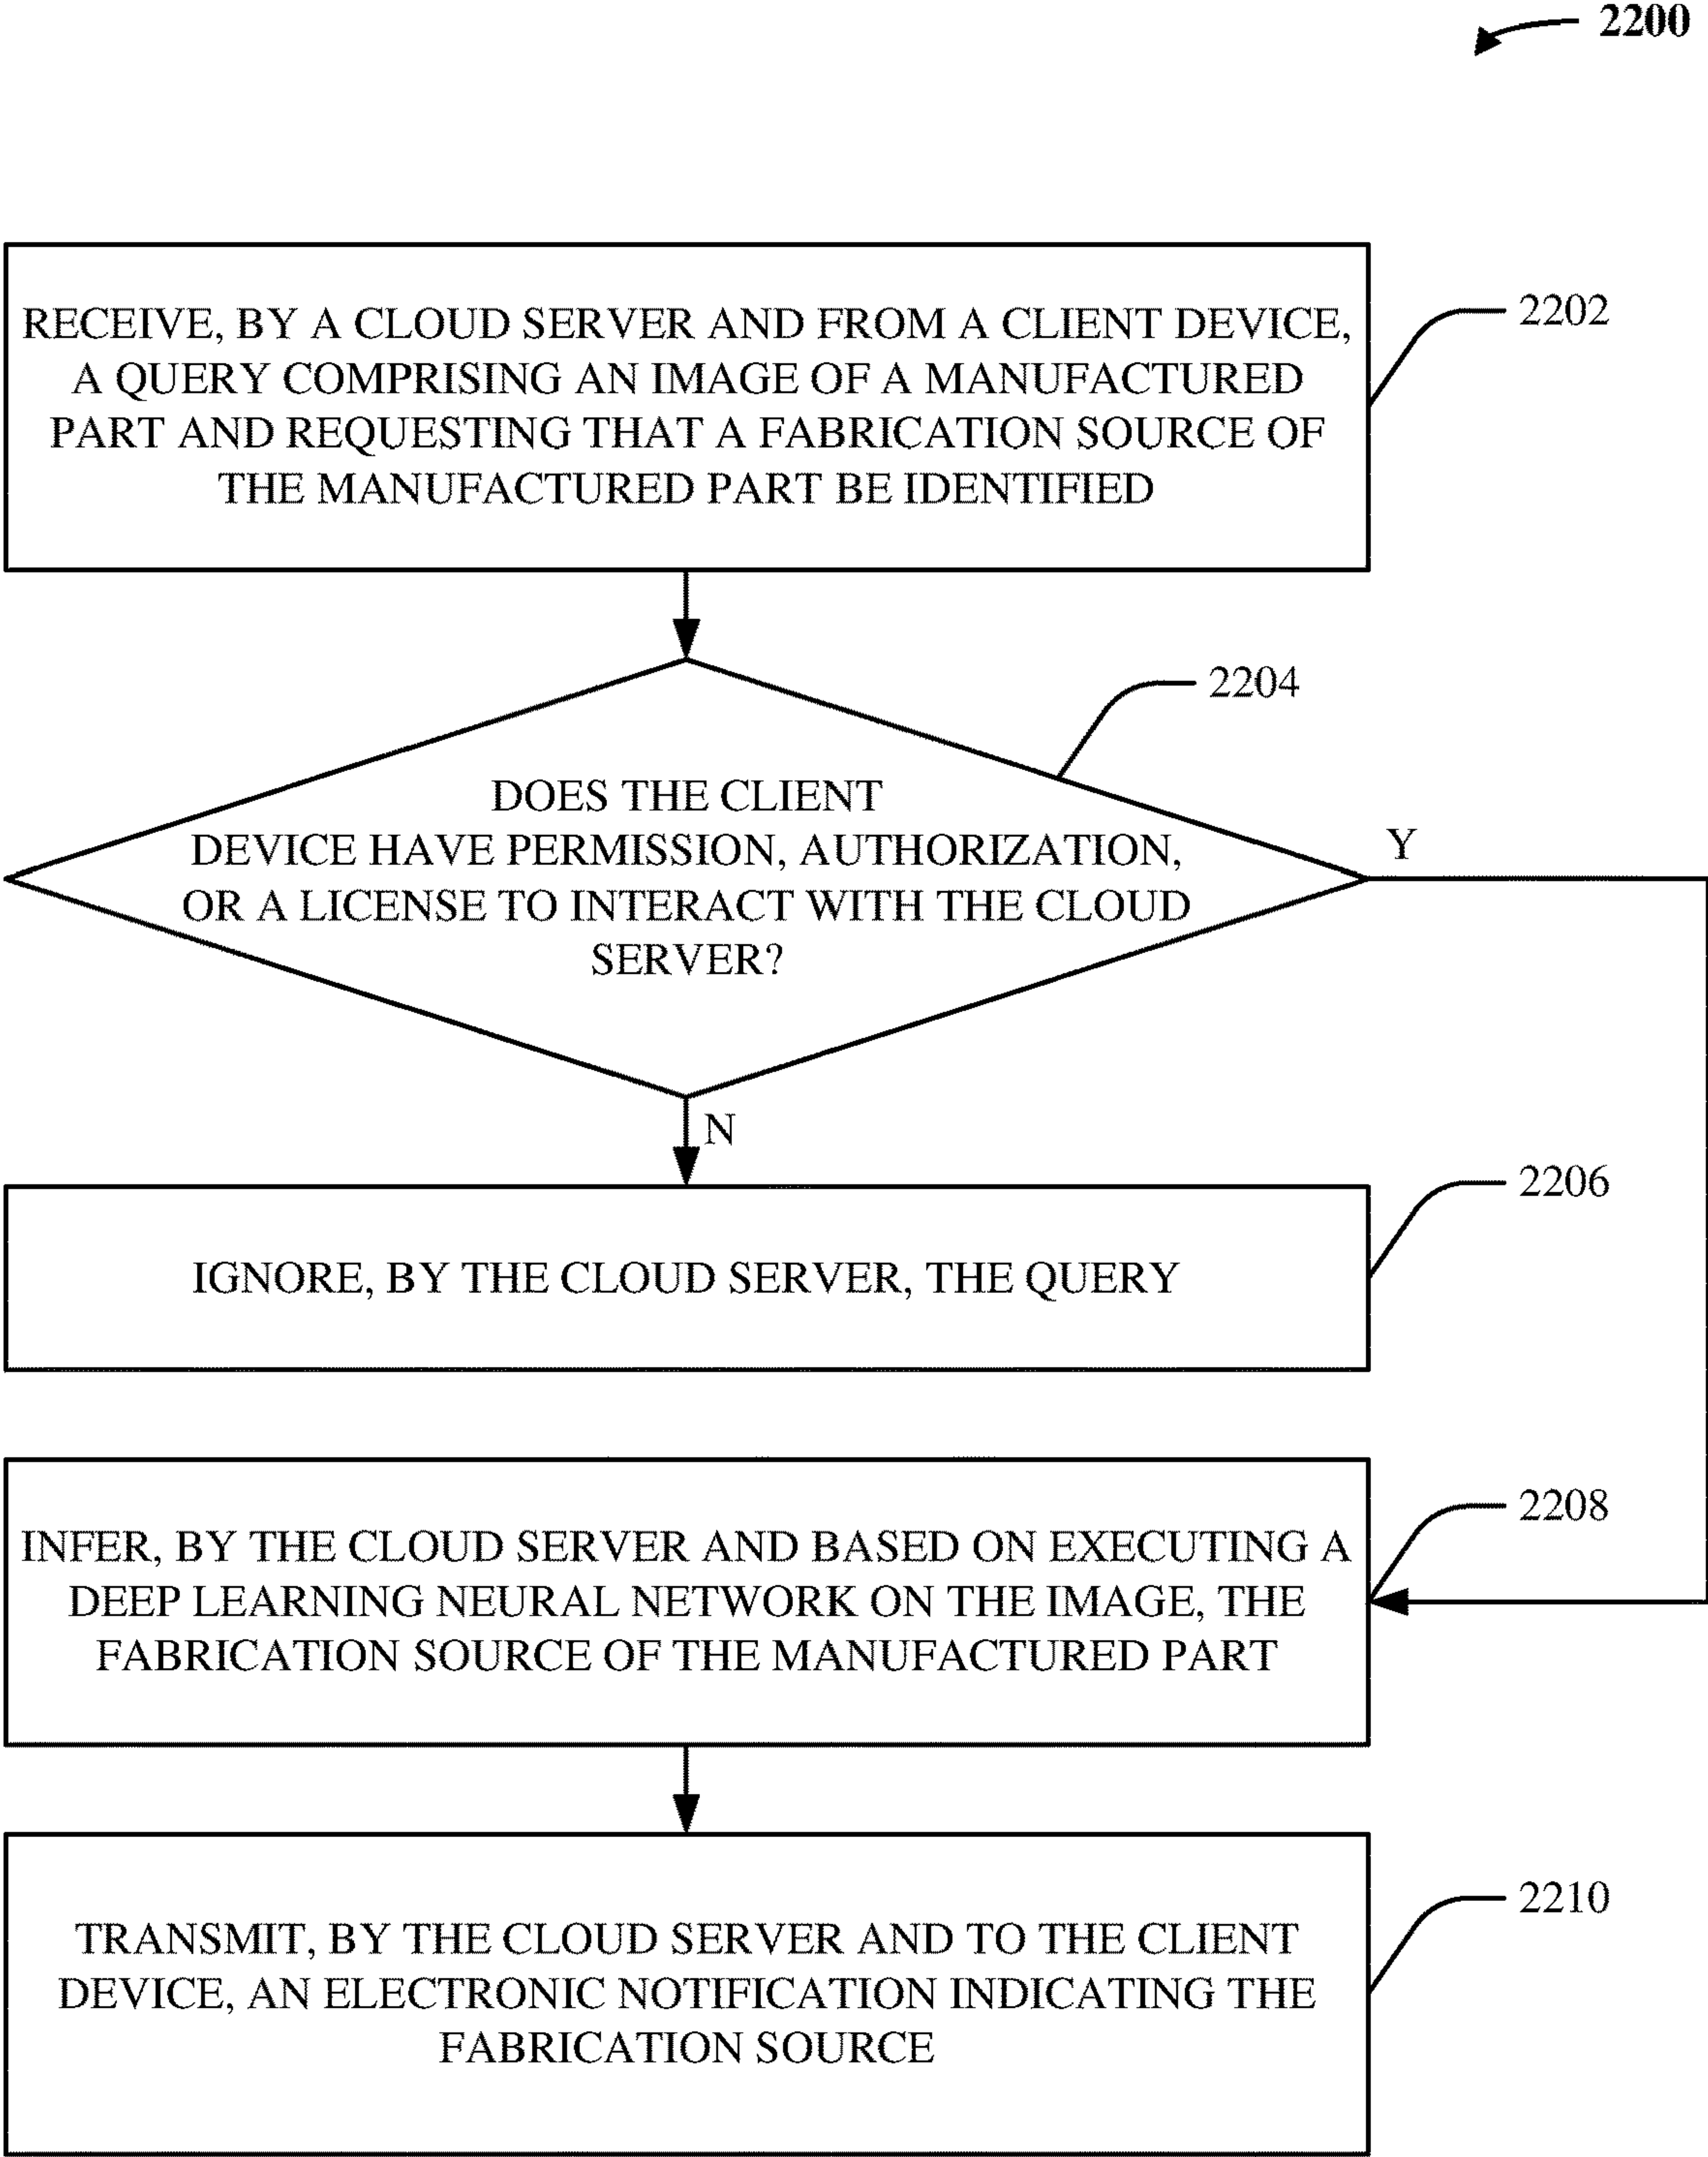 2200
RECEIVE, BY A CLOUD SERVER AND FROM A CLIENT DEVICE,
A QUERY COMPRISING AN IMAGE OF A MANUFACTURED
PART AND REQUESTING THAT A FABRICATION SOURCE OF
THE MANUFACTURED PART BE IDENTIFIED
2202
2204
DOES THE CLIENT
DEVICE HAVE PERMISSION, AUTHORIZATION,
OR A LICENSE TO INTERACT WITH THE CLOUD
SERVER?
Y
N
2206
IGNORE, BY THE CLOUD SERVER, THE QUERY
2208
INFER, BY THE CLOUD SERVER AND BASED ON EXECUTING A
DEEP LEARNING NEURAL NETWORK ON THE IMAGE, THE
FABRICATION SOURCE OF THE MANUFACTURED PART
2210
TRANSMIT, BY THE CLOUD SERVER AND TO THE CLIENT
DEVICE, AN ELECTRONIC NOTIFICATION INDICATING THE
FABRICATION SOURCE